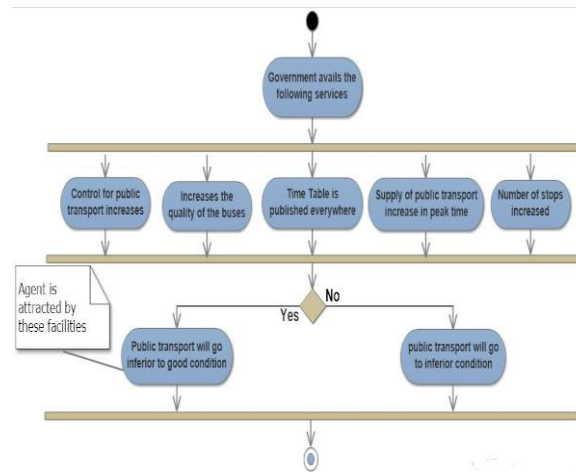 Government avails the
following services
Control for public
transport increases
Increases the
quality of the buses
Time Table is
published everywhere
Supply of public transport
increase in peak time
Number of stops
increased
Agent is
attracted by
these facilities
No
Yes
Public transport will go
inferior to good condition
public transport will go
to inferior condition